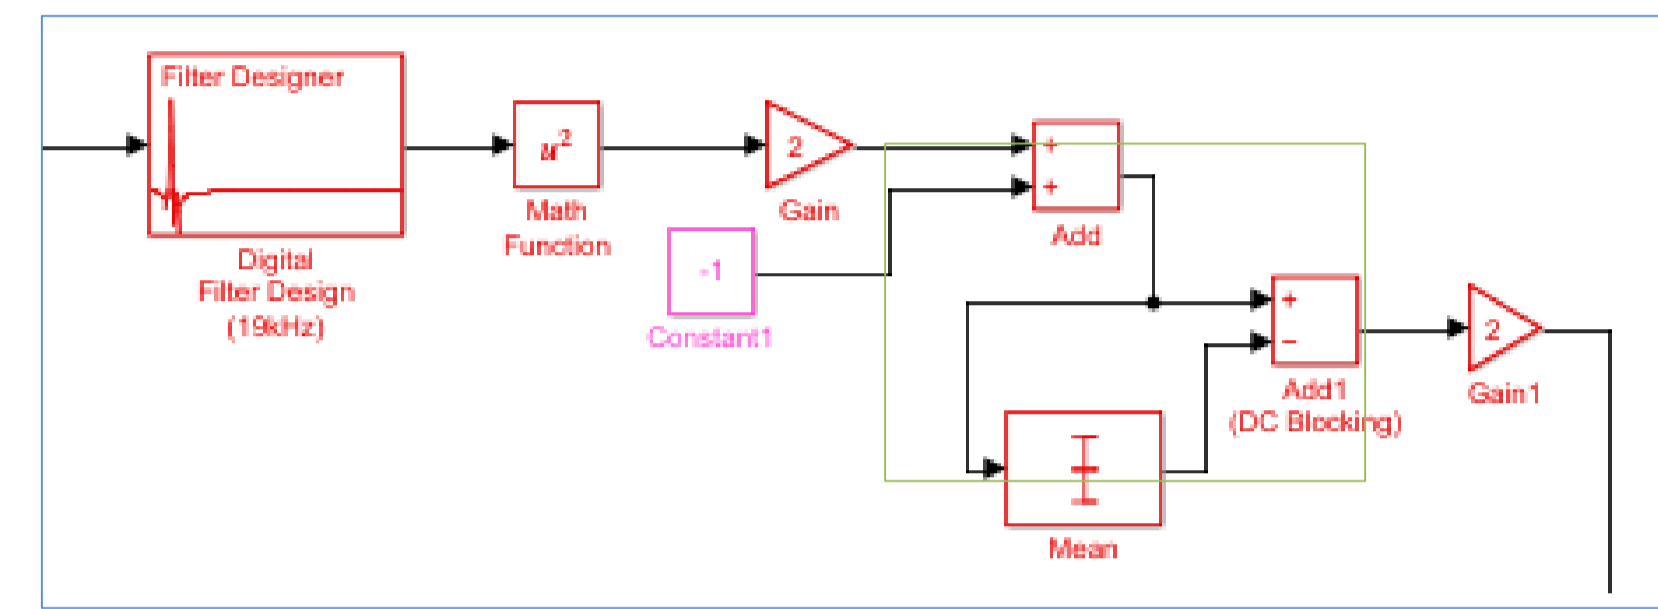 Filter Designer
Digital
Filter Design
(19kHz)
u²
Math
Function
2
Gain
-1
Constant1
+
+
Add
+
−
Add1
(DC Blocking)
2
Gain1
Mean